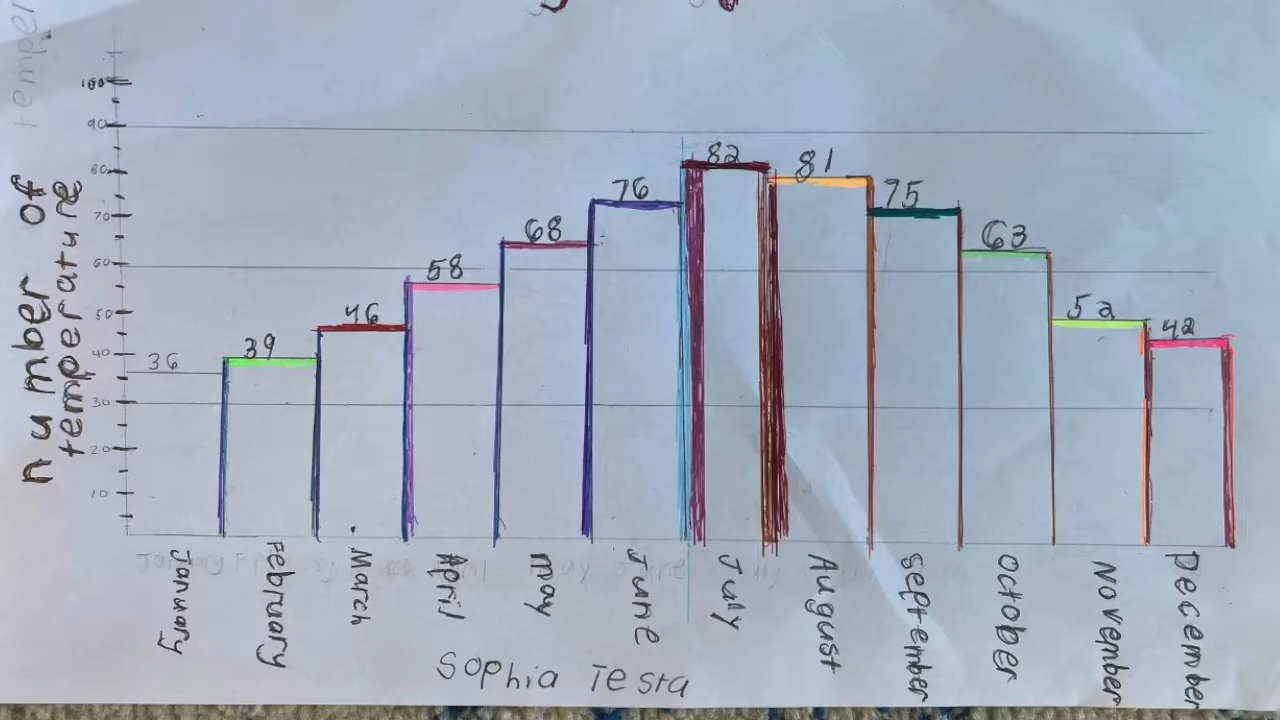 100
90
80
70
60
50
40
30
20
10
number of
temperature
36
39
46
58
68
76
82
81
75
63
52
42
January
February
March
April
may
June
July
August
september
october
November
December
Sophia Testa
temper